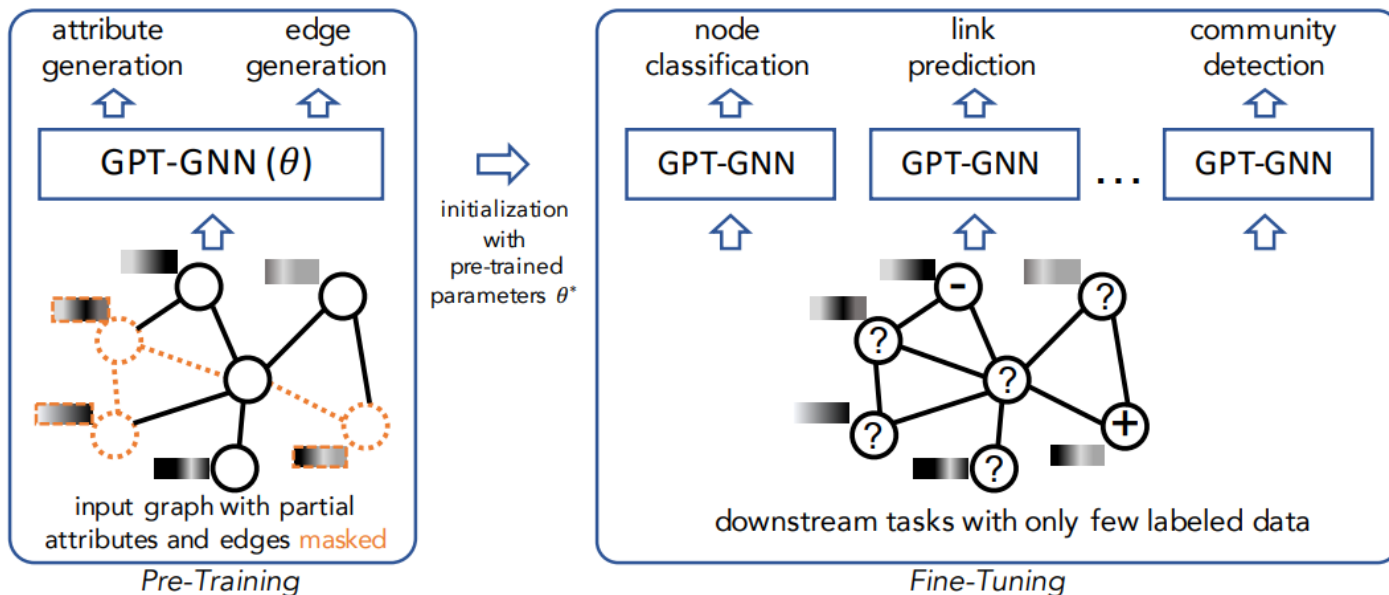 attribute
generation
edge
generation
GPT-GNN (θ)
input graph with partial
attributes and edges masked
Pre-Training
initialization
with
pre-trained
parameters θ*
node
classification
link
prediction
community
detection
GPT-GNN
GPT-GNN
...
GPT-GNN
-
?
?
?
?
?
+
downstream tasks with only few labeled data
Fine-Tuning